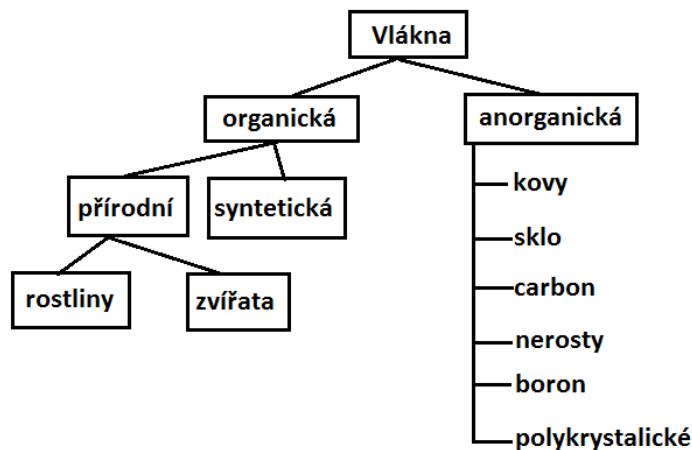 Vlákna
organická
anorganická
přírodní
syntetická
rostliny
zvířata
kovy
sklo
carbon
nerosty
boron
polykrystalické